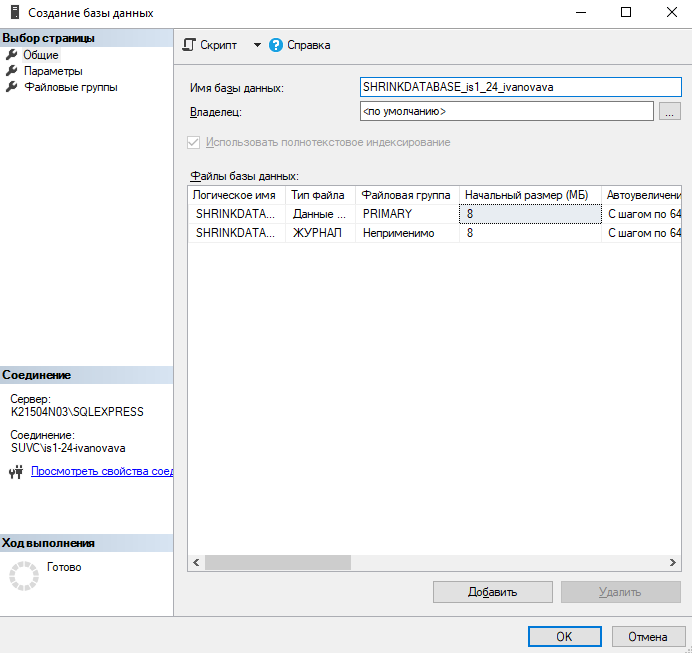 Создание базы данных
Выбор страницы
Общие
Параметры
Файловые группы
Скрипт
Справка
Имя базы данных: SHRINKDATABASE_is1_24_ivanovava
Владелец: <по умолчанию> ...
Использовать полнотекстовое индексирование
Файлы базы данных:
Логическое имя Тип файла Файловая группа Начальный размер (МБ) Автоувеличени
SHRINKDATA... Данные ... PRIMARY 8 С шагом по 64
SHRINKDATA... ЖУРНАЛ Неприменимо 8 С шагом по 64
Соединение
Сервер:
K21504N03\SQLEXPRESS
Соединение:
SUVC\is1-24-ivanovava
Просмотреть свойства соед
Ход выполнения
Готово
Добавить Удалить
OK Отмена